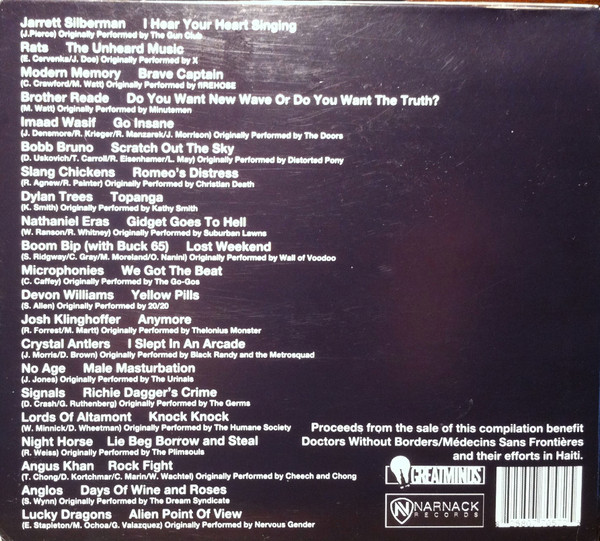 Jarrett Silberman I Hear Your Heart Singing
(J.Pierce) Originally Performed by The Gun Club
Rats The Unheard Music
(E. Cervenka/J. Doe) Originally Performed by X
Modern Memory Brave Captain
(C. Crawford/M. Watt) Originally Performed by fIREHOSE
Brother Reade Do You Want New Wave Or Do You Want The Truth?
(M. Watt) Originally Performed by Minutemen
Imaad Wasif Go Insane
(J. Densmore/R. Krieger/R. Manzarek/J. Morrison) Originally Performed by The Doors
Bobb Bruno Scratch Out The Sky
(D. Uskovich/T. Carroll/R. Eisenhamer/L. May) Originally Performed by Distorted Pony
Slang Chickens Romeo's Distress
(R. Agnew/R. Painter) Originally Performed by Christian Death
Dylan Trees Topanga
(K. Smith) Originally Performed by Kathy Smith
Nathaniel Eras Gidget Goes To Hell
(W. Ranson/R. Whitney) Originally Performed by Suburban Lawns
Boom Bip (with Buck 65) Lost Weekend
(S. Ridgway/C. Gray/M. Moreland/O. Nanini) Originally Performed by Wall of Voodoo
Microphonies We Got The Beat
(C. Caffey) Originally Performed by The Go-Gos
Devon Williams Yellow Pills
(S. Allen) Originally Performed by 20/20
Josh Klinghoffer Anymore
(R. Forrest/M. Martt) Originally Performed by Thelonius Monster
Crystal Antlers I Slept In An Arcade
(J. Morris/D. Brown) Originally Performed by Black Randy and the Metrosquad
No Age Male Masturbation
(J. Jones) Originally Performed by The Urinals
Signals Richie Dagger's Crime
(D. Crash/G. Ruthenberg) Originally Performed by The Germs
Lords Of Altamont Knock Knock
(W. Minnick/D. Wheetman) Originally Performed by The Humane Society
Night Horse Lie Beg Borrow and Steal
(R. Weiss) Originally Performed by The Plimsouls
Angus Khan Rock Fight
(T. Chong/D. Kortchmar/C. Marin/W. Wachtel) Originally Performed by Cheech and Chong
Anglos Days Of Wine and Roses
(S. Wynn) Originally Performed by The Dream Syndicate
Lucky Dragons Alien Point Of View
(E. Stapleton/M. Ochoa/G. Valazquez) Originally Performed by Nervous Gender
Proceeds from the sale of this compilation benefit
Doctors Without Borders/Médecins Sans Frontières
and their efforts in Haiti.
GREATMINDS
NARNACK
RECORDS